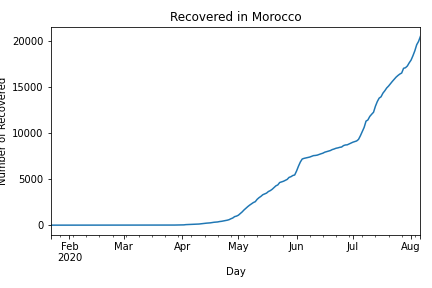 Recovered in Morocco
Number of Recovered
20000
15000
10000
5000
0
Feb Mar Apr May Jun Jul Aug
2020
Day